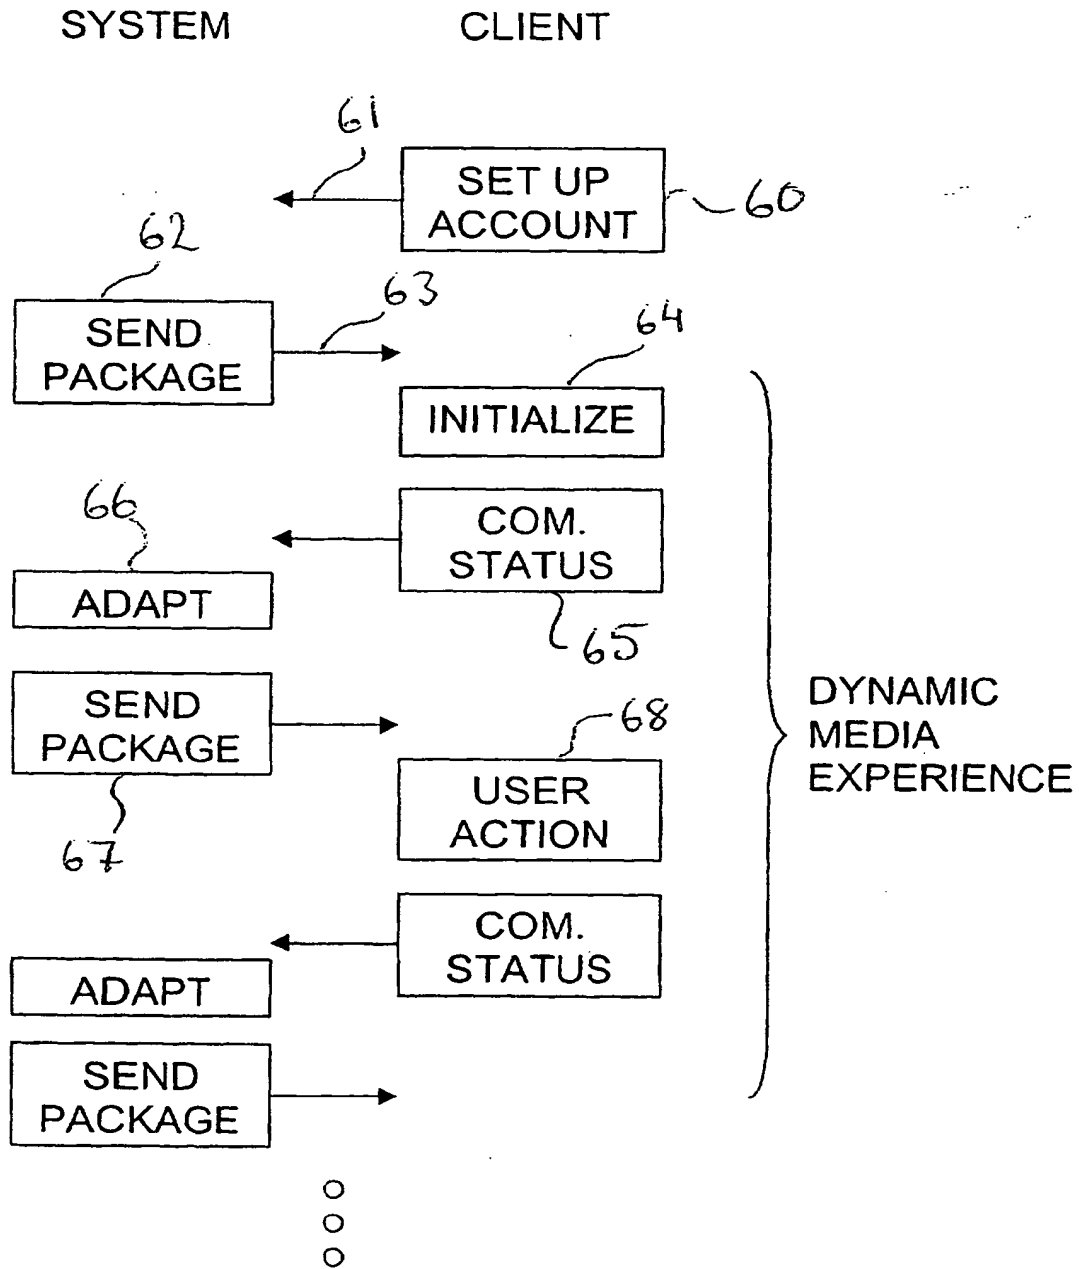 SYSTEM CLIENT
61
SET UP
ACCOUNT
60
62
63
SEND
PACKAGE
64
INITIALIZE
66
COM.
STATUS
ADAPT
65
SEND
PACKAGE
68
DYNAMIC
MEDIA
EXPERIENCE
USER
ACTION
67
COM.
STATUS
ADAPT
SEND
PACKAGE